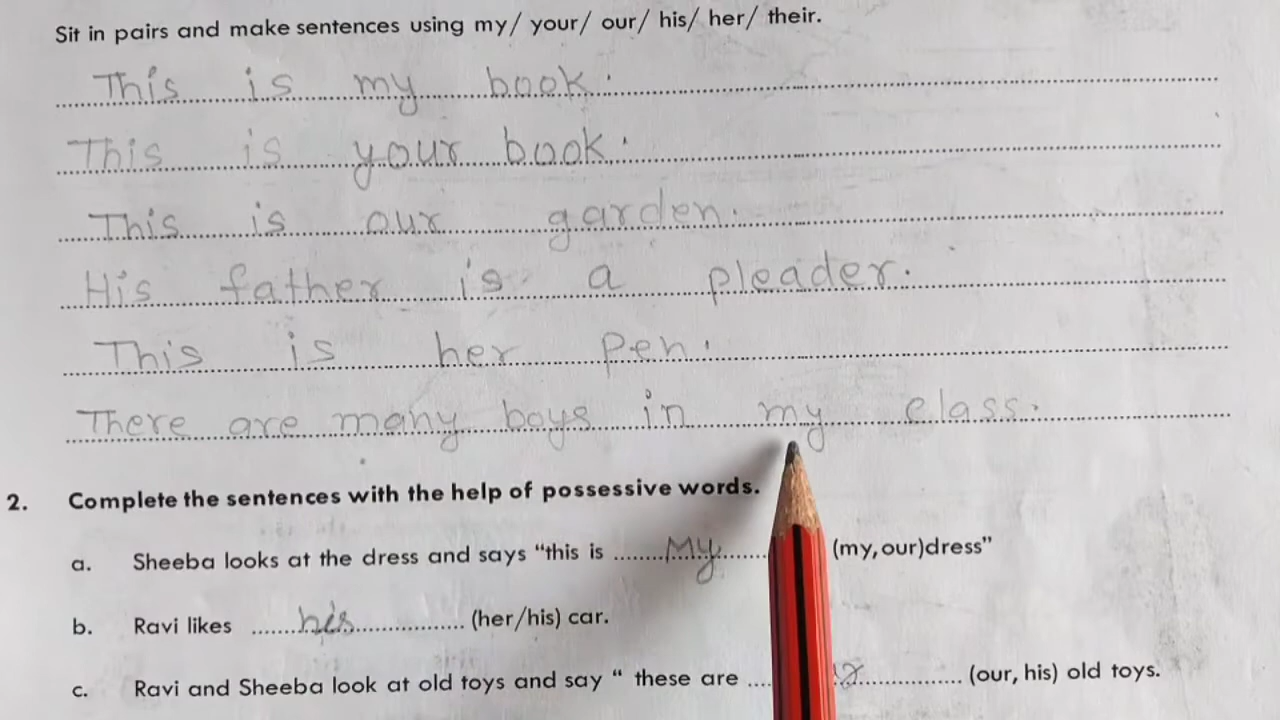 Sit in pairs and make sentences using my/ your/ our/ his/ her/ their.
This is my book.
This is your book.
This is our garden.
His father is a pleader.
This is her pen.
There are many boys in my class.
2. Complete the sentences with the help of possessive words.
a. Sheeba looks at the dress and says "this is ........My....... (my,our)dress"
b. Ravi likes .......his.................. (her/his) car.
c. Ravi and Sheeba look at old toys and say " these are .... ............... (our, his) old toys.